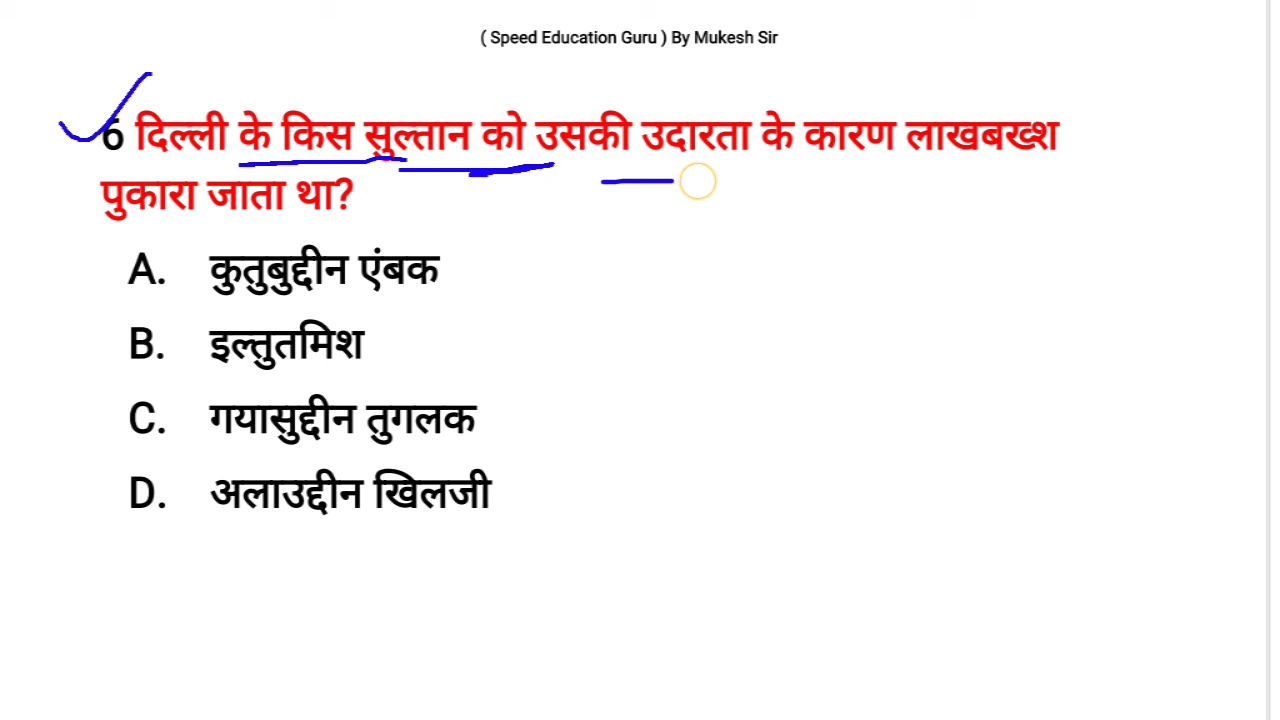 ( Speed Education Guru ) By Mukesh Sir
6 दिल्ली के किस सुल्तान को उसकी उदारता के कारण लाखबख्श
पुकारा जाता था?
A. कुतुबुद्दीन एंबक
B. इल्तुतमिश
C. गयासुद्दीन तुगलक
D. अलाउद्दीन खिलजी